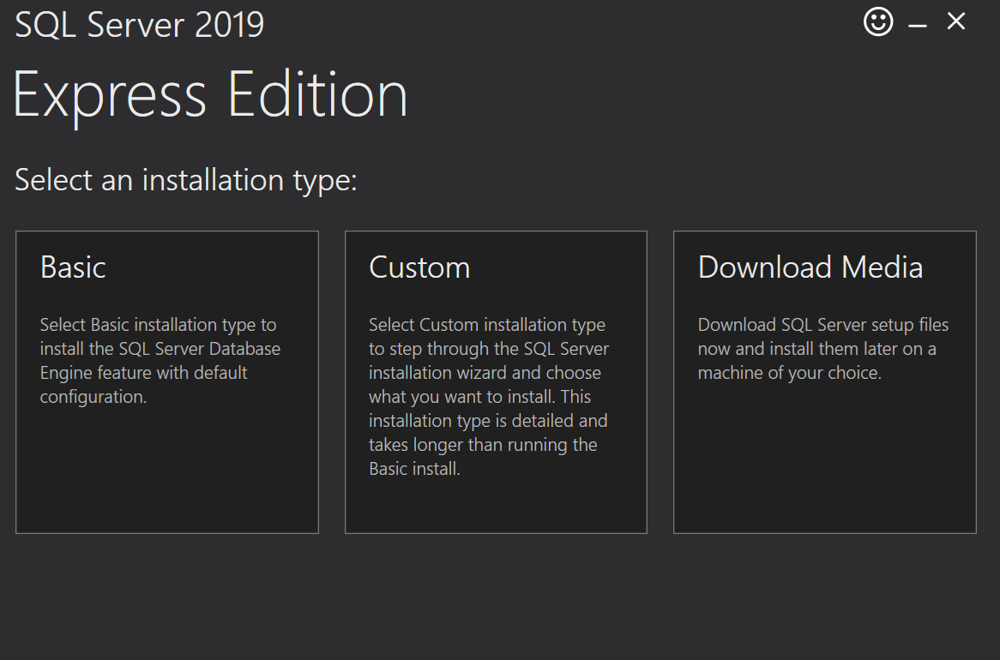 SQL Server 2019
Express Edition
Select an installation type:
Basic
Select Basic installation type to
install the SQL Server Database
Engine feature with default
configuration.
Custom
Select Custom installation type
to step through the SQL Server
installation wizard and choose
what you want to install. This
installation type is detailed and
takes longer than running the
Basic install.
Download Media
Download SQL Server setup files
now and install them later on a
machine of your choice.